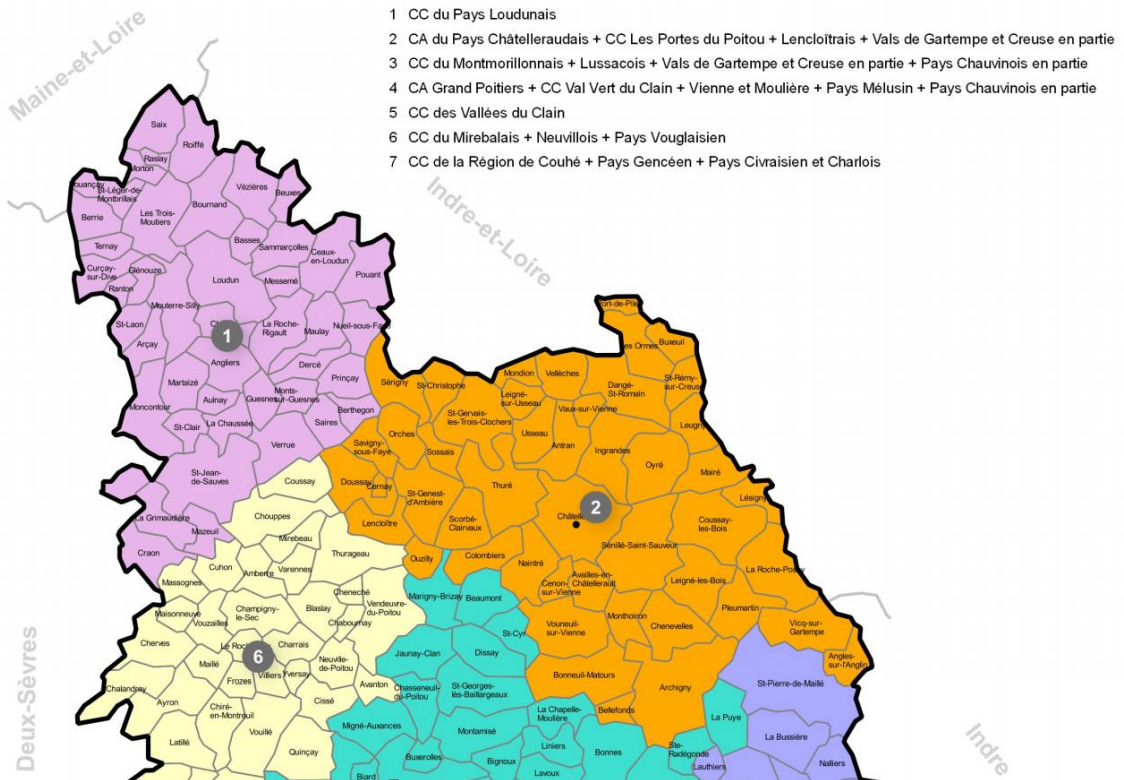 1 CC du Pays Loudunais
2 CA du Pays Châtelleraudais + CC Les Portes du Poitou + Lencloîtrais + Vals de Gartempe et Creuse en partie
3 CC du Montmorillonnais + Lussacois + Vals de Gartempe et Creuse en partie + Pays Chauvinois en partie
4 CA Grand Poitiers + CC Val Vert du Clain + Vienne et Moulière + Pays Mélusin + Pays Chauvinois en partie
5 CC des Vallées du Clain
6 CC du Mirebalais + Neuvillois + Pays Vouglaisien
7 CC de la Région de Couhé + Pays Gencéen + Pays Civraisien et Charlois
Maine-et-Loire
Indre-et-Loire
Deux-Sèvres
Indre
Saix
Roiffé
Raslay
Morton
St-Léger-de-
Montbrillais
Vézières
Beuxes
Berrie
Les Trois-
Moutiers
Bournand
Ternay
Basses
Sammarçolles
Ceaux-
en-Loudun
Pouant
Curçay-
sur-Dive
Glénouze
Ranton
Loudun
Messemé
Mouterre-Silly
St-Laon
1
La Roche-
Rigault
Maulay
Arçay
Angliers
Dercé
Prinçay
Martaizé
Aulnay
Guesnes
Monts-
sur-Guesnes
Moncontour
Berthegon
St-Clair
La Chaussée
Saires
Verrue
St-Jean-
de-Sauves
La Grimaudière
Mazeuil
Craon
Buxeuil
Sérigny
St-Christophe
Mondion
Vellèches
Leigné-
sur-Usseau
Dangé-
St-Romain
St-Rémy-
sur-Creuse
St-Gervais-
les-Trois-Clochers
Vaux-sur-Vienne
Leugny
Orches
Usseau
Antran
Ingrandes
Savigny-
sous-Faye
Sossais
Oyré
Mairé
Doussay
Cernay
St-Genest-
d'Ambière
Thuré
Lésigny
2
Lencloître
Scorbé-
Clairvaux
Coussay-
les-Bois
Sénillé-Saint-Sauveur
Ouzilly
Colombiers
Naintré
La Roche-Posay
Cenon-
sur-Vienne
Availles-en-
Châtellerault
Leigné-les-Bois
Pleumartin
Monthoiron
Chenevelles
Vouneuil-
sur-Vienne
Vicq-sur-
Gartempe
Angles-
sur-l'Anglin
Bonneuil-Matours
Archigny
Bellefonds
Coussay
Chouppes
Mirebeau
Thurageau
Cuhon
Amberre
Varennes
Massognes
Cheneché
Vendeuvre-
du-Poitou
Maisonneuve
Vouzailles
Champigny-
le-Sec
Blaslay
Chabournay
Cherves
6
Charrais
Maillé
Neuville-
de-Poitou
Frozes
Villiers
Yversay
Chalandray
Ayron
Chiré-
en-Montreuil
Cissé
Avanton
Vouillé
Latillé
Quinçay
Marigny-Brizay
Beaumont
St-Cyr
Jaunay-Clan
Dissay
Chasseneuil-
du-Poitou
St-Georges-
lès-Baillargeaux
La Chapelle-
Moulière
Migné-Auxances
Montamisé
Liniers
Bonnes
Buxerolles
Bignoux
Lavoux
Biard
La Puye
Ste-
Radégonde
St-Pierre-de-Maillé
La Bussière
Lauthiers
Nalliers